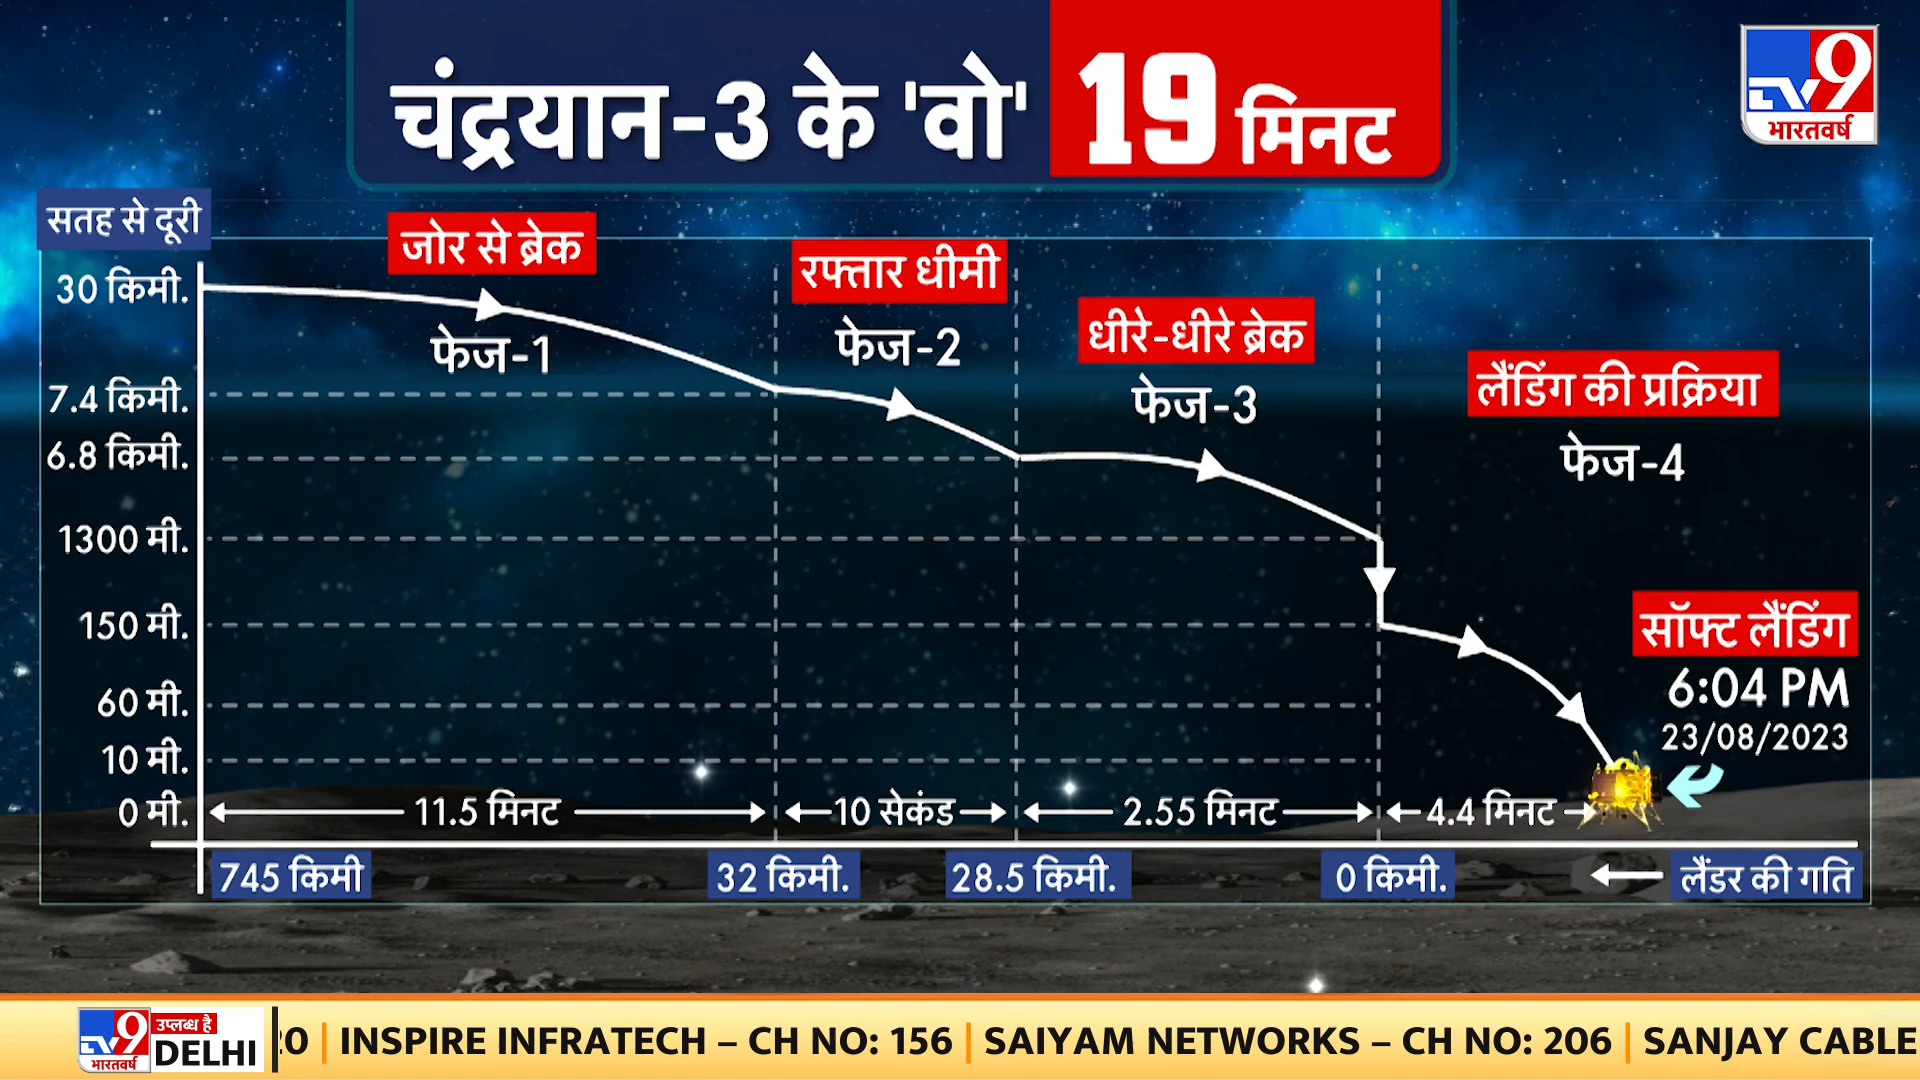 चंद्रयान-3 के 'वो' 19 मिनट
TV9
भारतवर्ष
सतह से दूरी
जोर से ब्रेक
रफ्तार धीमी
30 किमी.
धीरे-धीरे ब्रेक
फेज-1
फेज-2
लैंडिंग की प्रक्रिया
7.4 किमी.
फेज-3
6.8 किमी.
फेज-4
1300 मी.
150 मी.
सॉफ्ट लैंडिंग
6:04 PM
60 मी.
23/08/2023
10 मी.
0 मी.
11.5 मिनट
10 सेकंड
2.55 मिनट
4.4 मिनट
745 किमी
32 किमी.
28.5 किमी.
0 किमी.
लैंडर की गति
TV9
भारतवर्ष
उप्लब्ध है
DELHI
20 | INSPIRE INFRATECH – CH NO: 156 | SAIYAM NETWORKS – CH NO: 206 | SANJAY CABLE